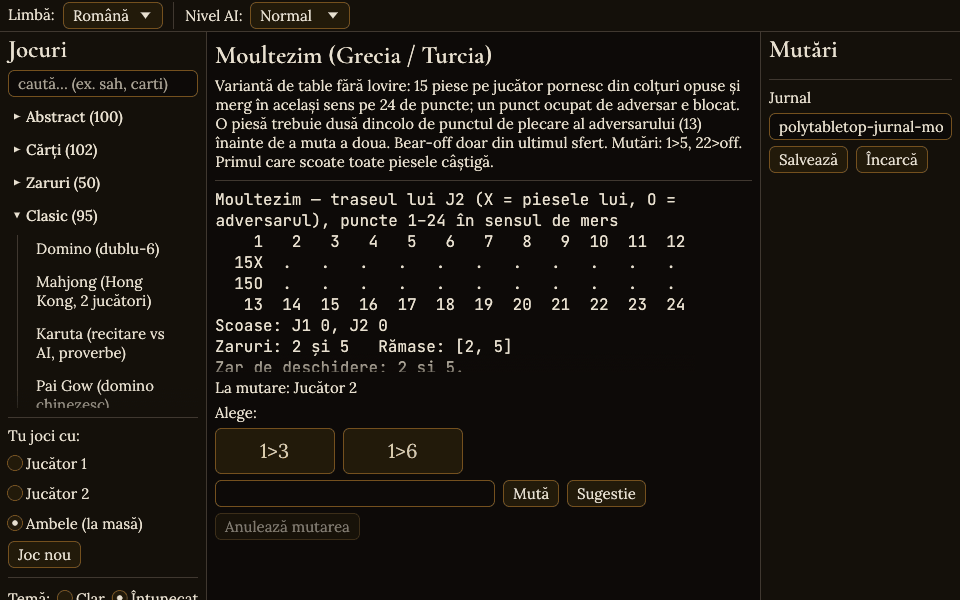 Limbă: Română ▼ Nivel AI: Normal ▼
Jocuri
caută... (ex. sah, carti)
▸ Abstract (100)
▸ Cărți (102)
▸ Zaruri (50)
▾ Clasic (95)
Domino (dublu-6)
Mahjong (Hong
Kong, 2 jucători)
Karuta (recitare vs
AI, proverbe)
Pai Gow (domino
chinezesc)
Tu joci cu:
Jucător 1
Jucător 2
Ambele (la masă)
Joc nou
Temă: Clar Întunecat
Moultezim (Grecia / Turcia)
Variantă de table fără lovire: 15 piese pe jucător pornesc din colțuri opuse și
merg în același sens pe 24 de puncte; un punct ocupat de adversar e blocat.
O piesă trebuie dusă dincolo de punctul de plecare al adversarului (13)
înainte de a muta a doua. Bear-off doar din ultimul sfert. Mutări: 1>5, 22>off.
Primul care scoate toate piesele câștigă.
Moultezim — traseul lui J2 (X = piesele lui, O =
adversarul), puncte 1-24 în sensul de mers
1 2 3 4 5 6 7 8 9 10 11 12
15X . . . . . . . . . . .
15O . . . . . . . . . . .
13 14 15 16 17 18 19 20 21 22 23 24
Scoase: J1 0, J2 0
Zaruri: 2 și 5 Rămase: [2, 5]
Zar de deschidere: 2 si 5.
La mutare: Jucător 2
Alege:
1>3 1>6
Mută Sugestie
Anulează mutarea
Mutări
Jurnal
polytabletop-jurnal-mo
Salvează Încarcă